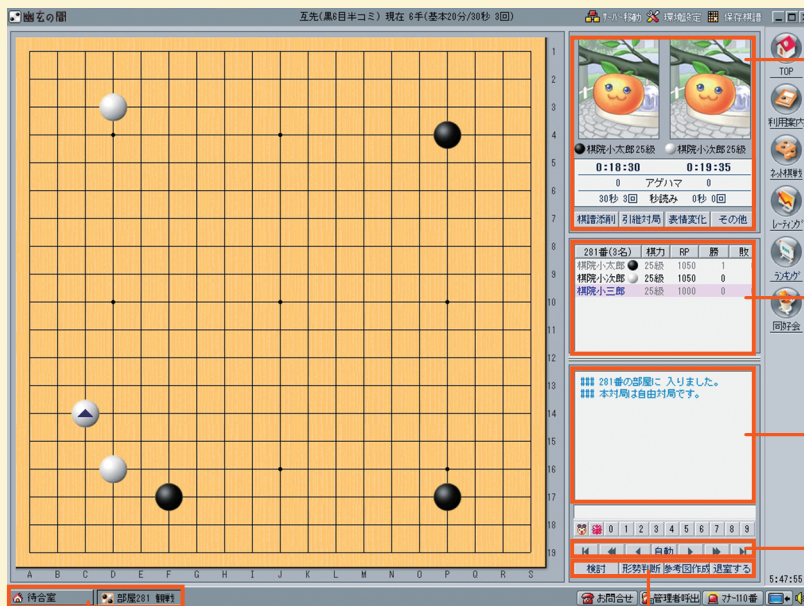 幽玄の間 互先(黒6目半コミ) 現在 6手(基本20分/30秒 3回) サーバー移動 環境設定 保存棋譜
1
2
3
4
5
6
7
8
9
10
11
12
13
14
15
16
17
18
19
A B C D E F G H I J K L M N O P Q R S
棋院小太郎25級 棋院小次郎25級
0:18:30 0:19:35
0 アゲハマ 0
30秒 3回 秒読み 0秒 0回
棋譜添削 引継対局 表情変化 その他
281番(3名) 棋力 RP 勝 敗
棋院小太郎 25級 1050 1
棋院小次郎 25級 1050 0
棋院小三郎 25級 1000 0
### 281番の部屋に 入りました。
### 本対局は自由対局です。
0 1 2 3 4 5 6 7 8 9
自動
検討 形勢判断 参考図作成 退室する
TOP
利用案内
ネット棋戦
レーティング
ランキング
同好会
5:47:55
待合室 部屋281 観戦 お問合せ 管理者呼出 マナー110番